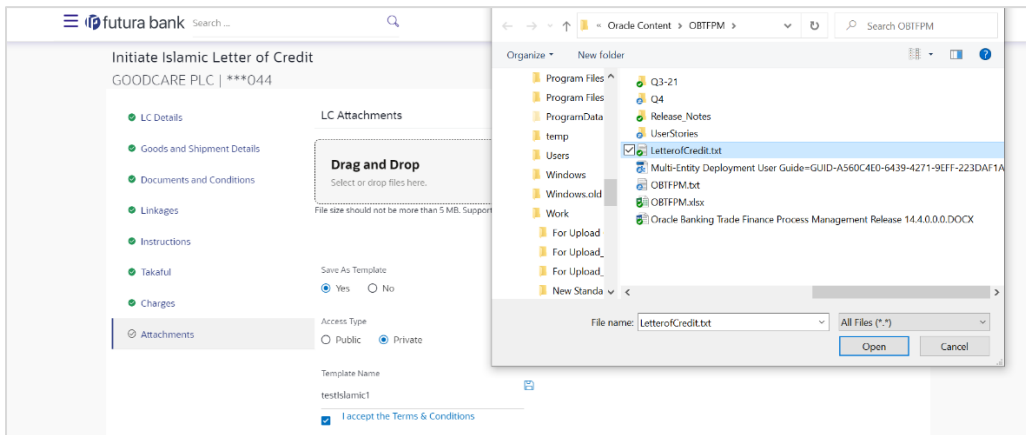 futura bank Search ...
Initiate Islamic Letter of Credit
GOODCARE PLC | ***044
LC Details
Goods and Shipment Details
Documents and Conditions
Linkages
Instructions
Takaful
Charges
Attachments
LC Attachments
Drag and Drop
Select or drop files here.
File size should not be more than 5 MB. Support
Save As Template
Yes No
Access Type
Public Private
Template Name
testIslamic1
I accept the Terms & Conditions
« Oracle Content > OBTFPM >
Search OBTFPM
Organize New folder
Program Files
Program Files
ProgramData
temp
Users
Windows
Windows.old
Work
For Upload
For Upload_
For Upload_
New Standa
Q3-21
Q4
Release_Notes
UserStories
LetterofCredit.txt
Multi-Entity Deployment User Guide=GUID-A560C4E0-6439-4271-9EFF-223DAF1A
OBTFPM.txt
OBTFPM.xlsx
Oracle Banking Trade Finance Process Management Release 14.4.0.0.0.DOCX
File name: LetterofCredit.txt All Files (*.*)
Open Cancel